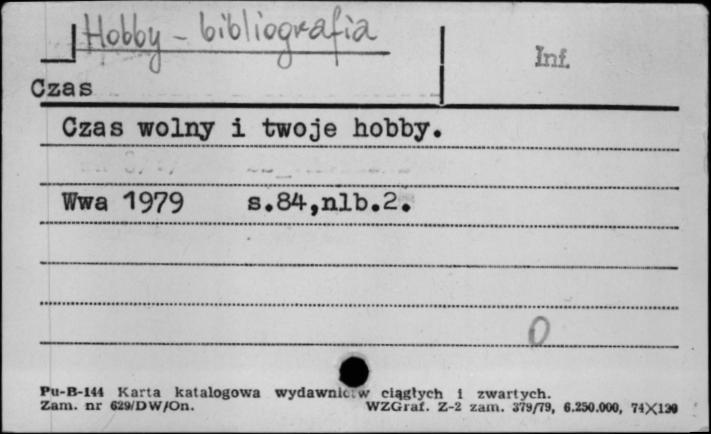 Hobby - bibliografia
Inf.
Czas
Czas wolny i twoje hobby.
Wwa 1979 s.84,nlb.2.
0
Pu-B-144 Karta katalogowa wydawnictw ciągłych i zwartych.
Zam. nr 629/DW/On. WZGraf. Z-2 zam. 379/79, 6.250.000, 74X120